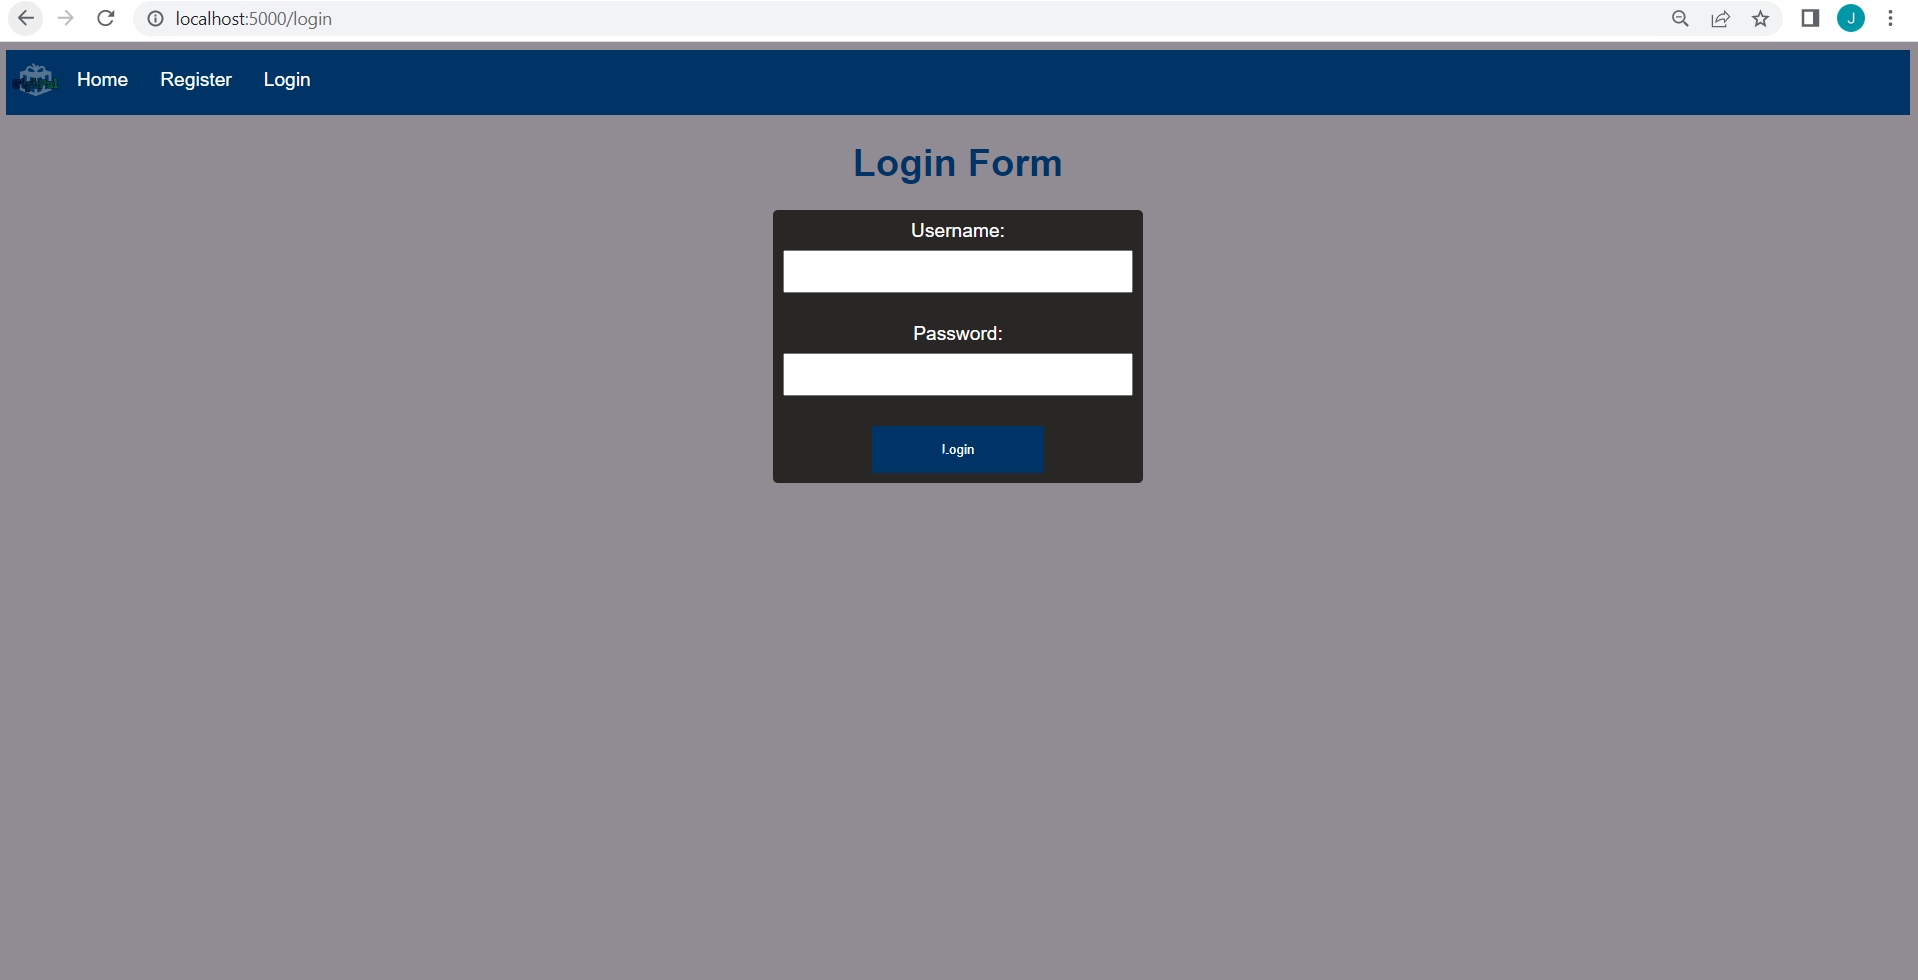 localhost:5000/login
J
Home Register Login
Login Form
Username:
Password:
Login